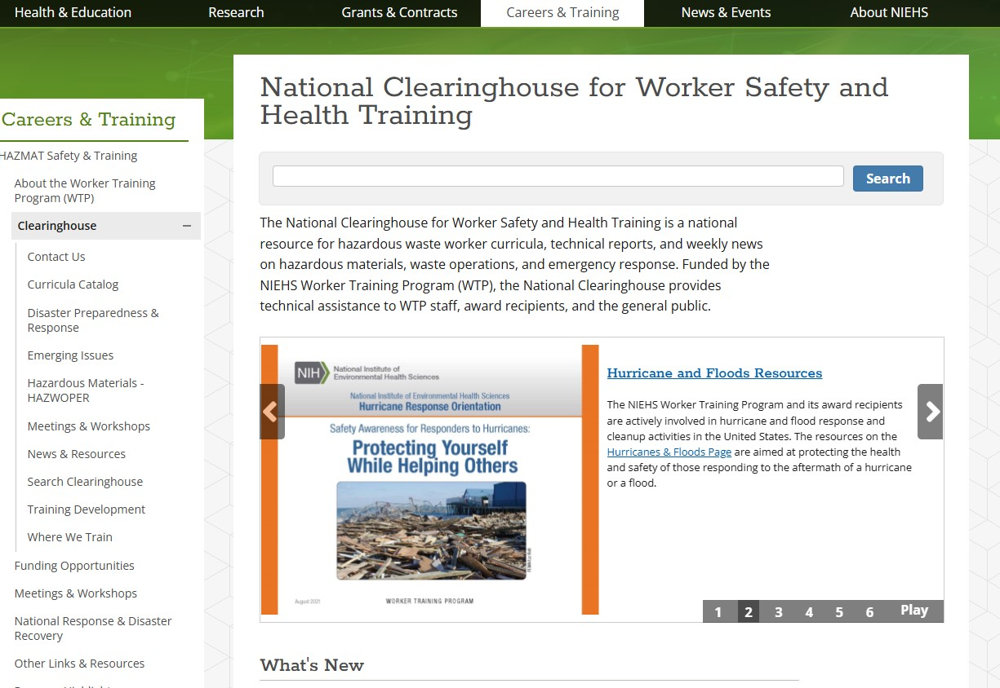 Health & Education
Research
Grants & Contracts
Careers & Training
News & Events
About NIEHS
Careers & Training
HAZMAT Safety & Training
About the Worker Training
Program (WTP)
Clearinghouse
Contact Us
Curricula Catalog
Disaster Preparedness &
Response
Emerging Issues
Hazardous Materials -
HAZWOPER
Meetings & Workshops
News & Resources
Search Clearinghouse
Training Development
Where We Train
Funding Opportunities
Meetings & Workshops
National Response & Disaster
Recovery
Other Links & Resources
National Clearinghouse for Worker Safety and
Health Training
Search
The National Clearinghouse for Worker Safety and Health Training is a national
resource for hazardous waste worker curricula, technical reports, and weekly news
on hazardous materials, waste operations, and emergency response. Funded by the
NIEHS Worker Training Program (WTP), the National Clearinghouse provides
technical assistance to WTP staff, award recipients, and the general public.
NIH National Institute of
Environmental Health Sciences
National Institute of Environmental Health Sciences
Hurricane Response Orientation
Safety Awareness for Responders to Hurricanes:
Protecting Yourself
While Helping Others
August 2021
WORKER TRAINING PROGRAM
Hurricane and Floods Resources
The NIEHS Worker Training Program and its award recipients
are actively involved in hurricane and flood response and
cleanup activities in the United States. The resources on the
Hurricanes & Floods Page are aimed at protecting the health
and safety of those responding to the aftermath of a hurricane
or a flood.
1 2 3 4 5 6 Play
What's New